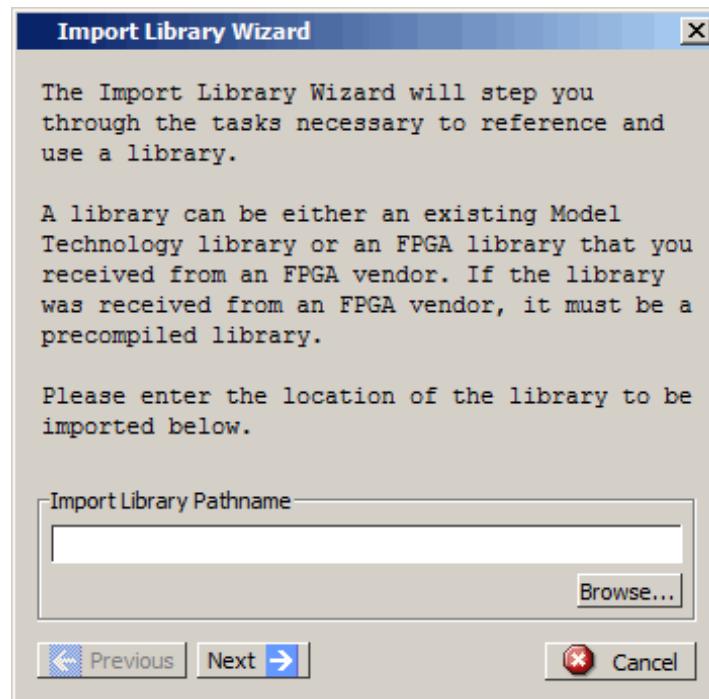 Import Library Wizard
The Import Library Wizard will step you
through the tasks necessary to reference and
use a library.
A library can be either an existing Model
Technology library or an FPGA library that you
received from an FPGA vendor. If the library
was received from an FPGA vendor, it must be a
precompiled library.
Please enter the location of the library to be
imported below.
Import Library Pathname
Browse...
Previous Next Cancel